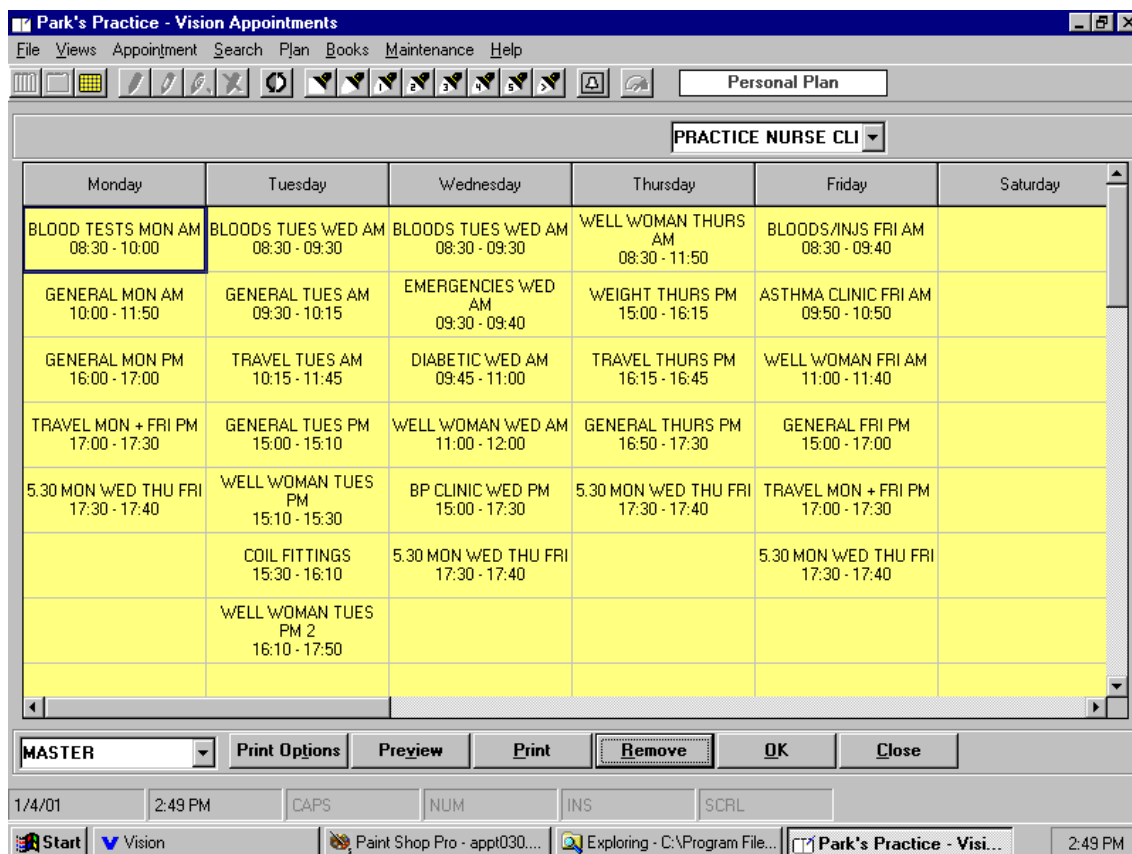 Park's Practice - Vision Appointments
File Views Appointment Search Plan Books Maintenance Help
1 2 3 4 5 > Personal Plan
PRACTICE NURSE CLI
Monday Tuesday Wednesday Thursday Friday Saturday
BLOOD TESTS MON AM
08:30 - 10:00
BLOODS TUES WED AM
08:30 - 09:30
BLOODS TUES WED AM
08:30 - 09:30
WELL WOMAN THURS
AM
08:30 - 11:50
BLOODS/INJS FRI AM
08:30 - 09:40
GENERAL MON AM
10:00 - 11:50
GENERAL TUES AM
09:30 - 10:15
EMERGENCIES WED
AM
09:30 - 09:40
WEIGHT THURS PM
15:00 - 16:15
ASTHMA CLINIC FRI AM
09:50 - 10:50
GENERAL MON PM
16:00 - 17:00
TRAVEL TUES AM
10:15 - 11:45
DIABETIC WED AM
09:45 - 11:00
TRAVEL THURS PM
16:15 - 16:45
WELL WOMAN FRI AM
11:00 - 11:40
TRAVEL MON + FRI PM
17:00 - 17:30
GENERAL TUES PM
15:00 - 15:10
WELL WOMAN WED AM
11:00 - 12:00
GENERAL THURS PM
16:50 - 17:30
GENERAL FRI PM
15:00 - 17:00
5.30 MON WED THU FRI
17:30 - 17:40
WELL WOMAN TUES
PM
15:10 - 15:30
BP CLINIC WED PM
15:00 - 17:30
5.30 MON WED THU FRI
17:30 - 17:40
TRAVEL MON + FRI PM
17:00 - 17:30
COIL FITTINGS
15:30 - 16:10
5.30 MON WED THU FRI
17:30 - 17:40
5.30 MON WED THU FRI
17:30 - 17:40
WELL WOMAN TUES
PM 2
16:10 - 17:50
MASTER Print Options Preview Print Remove OK Close
1/4/01 2:49 PM CAPS NUM INS SCRL
Start Vision Paint Shop Pro - appt030.... Exploring - C:\Program File... Park's Practice - Visi... 2:49 PM